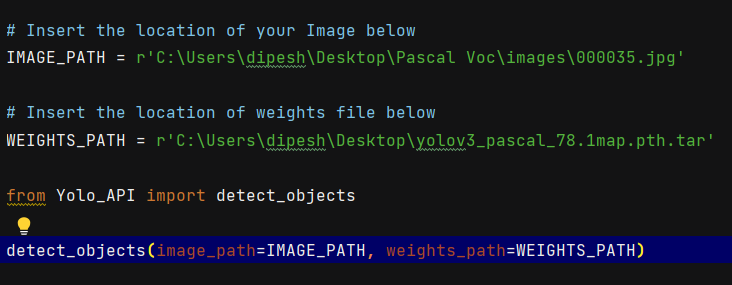 # Insert the location of your Image below
IMAGE_PATH = r'C:\Users\dipesh\Desktop\Pascal Voc\images\000035.jpg'
# Insert the location of weights file below
WEIGHTS_PATH = r'C:\Users\dipesh\Desktop\yolov3_pascal_78.1map.pth.tar'
from Yolo_API import detect_objects
detect_objects(image_path=IMAGE_PATH, weights_path=WEIGHTS_PATH)